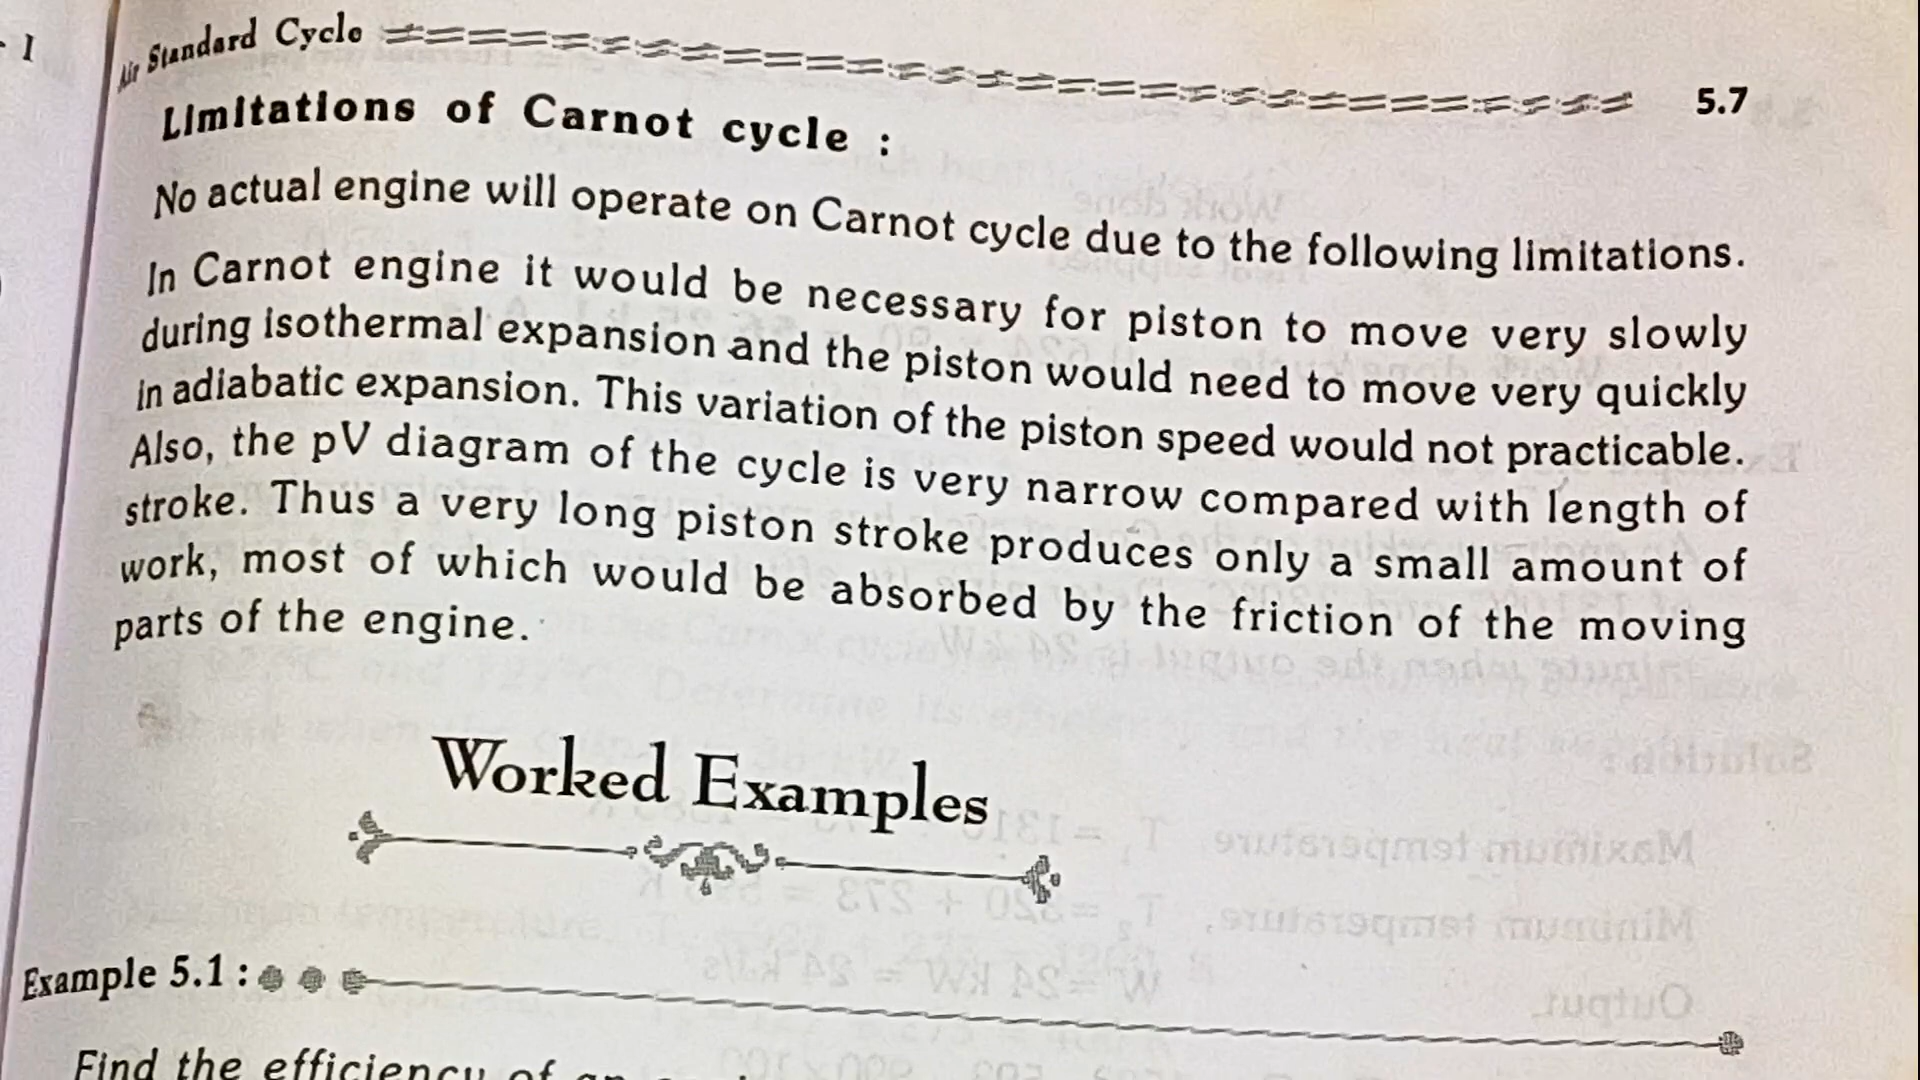 I
Air Standard Cycle 5.7
Limitations of Carnot cycle :
No actual engine will operate on Carnot cycle due to the following limitations.
In Carnot engine it would be necessary for piston to move very slowly
during isothermal expansion and the piston would need to move very quickly
in adiabatic expansion. This variation of the piston speed would not practicable.
Also, the pV diagram of the cycle is very narrow compared with length of
stroke. Thus a very long piston stroke produces only a small amount of
work, most of which would be absorbed by the friction of the moving
parts of the engine.
Worked Examples
Example 5.1 :
Find the efficiency of an